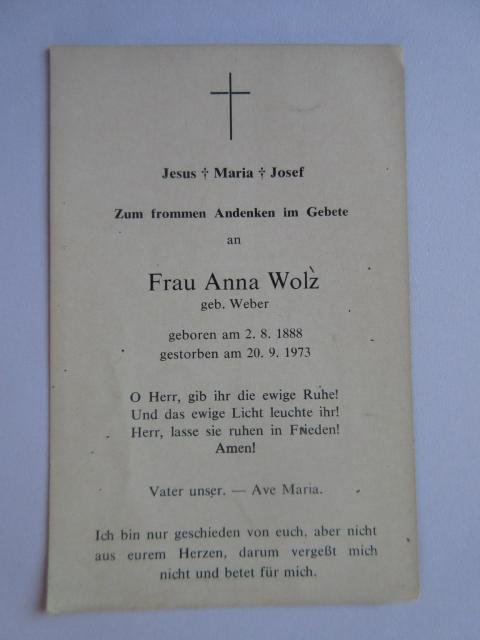 Jesus † Maria † Josef
Zum frommen Andenken im Gebete
an
Frau Anna Wolz
geb. Weber
geboren am 2. 8. 1888
gestorben am 20. 9. 1973
O Herr, gib ihr die ewige Ruhe!
Und das ewige Licht leuchte ihr!
Herr, lasse sie ruhen in Frieden!
Amen!
Vater unser. — Ave Maria.
Ich bin nur geschieden von euch, aber nicht
aus eurem Herzen, darum vergeßt mich
nicht und betet für mich.